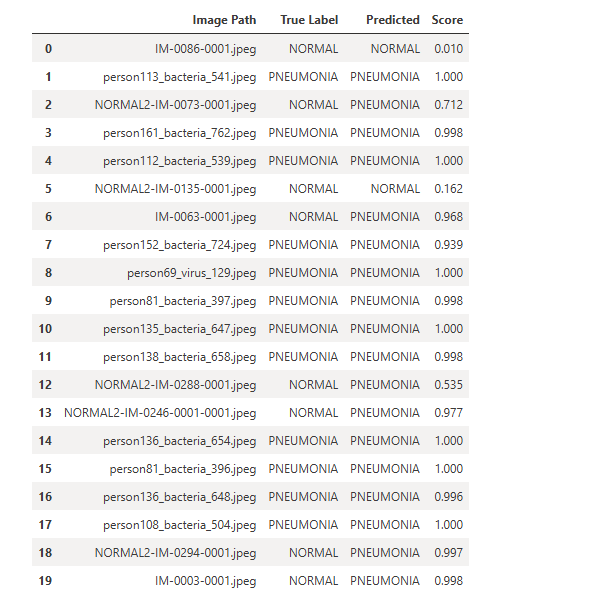 Image Path True Label Predicted Score
0 IM-0086-0001.jpeg NORMAL NORMAL 0.010
1 person113_bacteria_541.jpeg PNEUMONIA PNEUMONIA 1.000
2 NORMAL2-IM-0073-0001.jpeg NORMAL PNEUMONIA 0.712
3 person161_bacteria_762.jpeg PNEUMONIA PNEUMONIA 0.998
4 person112_bacteria_539.jpeg PNEUMONIA PNEUMONIA 1.000
5 NORMAL2-IM-0135-0001.jpeg NORMAL NORMAL 0.162
6 IM-0063-0001.jpeg NORMAL PNEUMONIA 0.968
7 person152_bacteria_724.jpeg PNEUMONIA PNEUMONIA 0.939
8 person69_virus_129.jpeg PNEUMONIA PNEUMONIA 1.000
9 person81_bacteria_397.jpeg PNEUMONIA PNEUMONIA 0.998
10 person135_bacteria_647.jpeg PNEUMONIA PNEUMONIA 1.000
11 person138_bacteria_658.jpeg PNEUMONIA PNEUMONIA 0.998
12 NORMAL2-IM-0288-0001.jpeg NORMAL PNEUMONIA 0.535
13 NORMAL2-IM-0246-0001-0001.jpeg NORMAL PNEUMONIA 0.977
14 person136_bacteria_654.jpeg PNEUMONIA PNEUMONIA 1.000
15 person81_bacteria_396.jpeg PNEUMONIA PNEUMONIA 1.000
16 person136_bacteria_648.jpeg PNEUMONIA PNEUMONIA 0.996
17 person108_bacteria_504.jpeg PNEUMONIA PNEUMONIA 1.000
18 NORMAL2-IM-0294-0001.jpeg NORMAL PNEUMONIA 0.997
19 IM-0003-0001.jpeg NORMAL PNEUMONIA 0.998